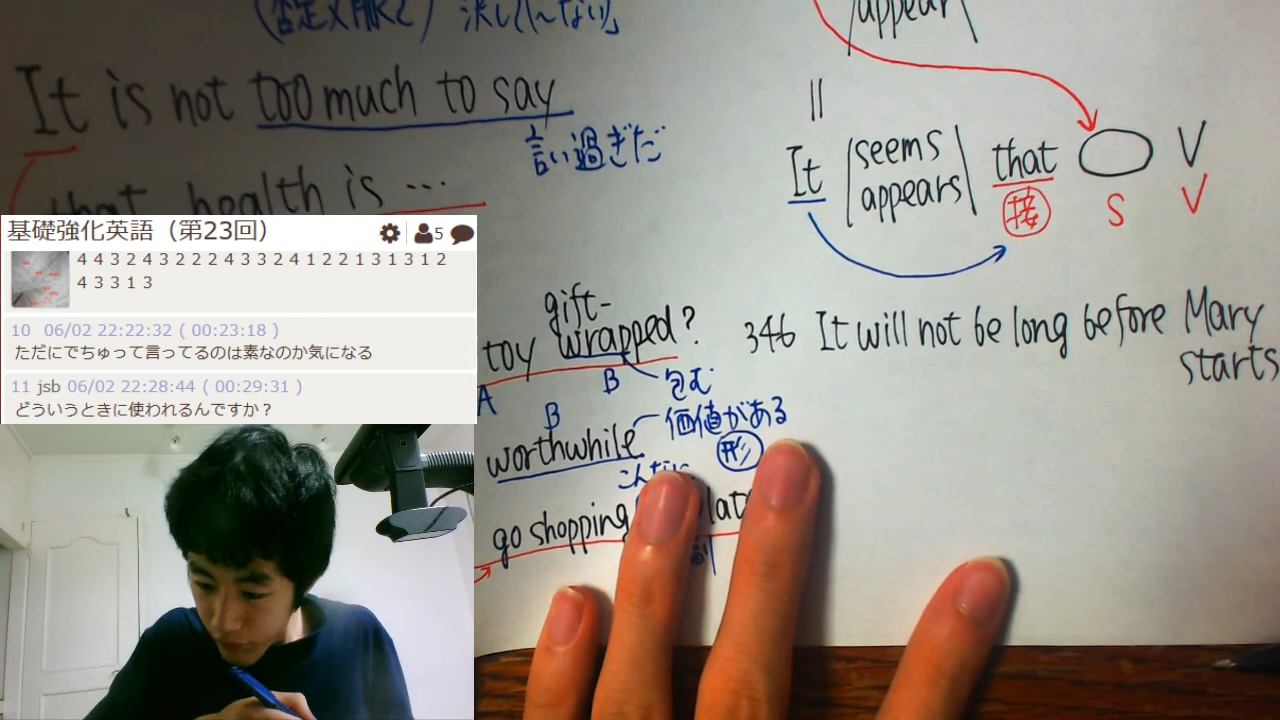 (否定文脈で) 決して〜ない
It is not too much to say
言い過ぎだ
that health is ...
基礎強化英語（第23回）
5
4 4 3 2 4 3 2 2 2 4 3 3 2 4 1 2 2 1 3 1 3 1 2
4 3 3 1 3
10 06/02 22:22:32 ( 00:23:18 )
ただにでちゅって言ってるのは素なのか気になる
11 jsb 06/02 22:28:44 ( 00:29:31 )
どういうときに使われるんですか？
gift-
toy wrapped?
A B 包む
B 価値がある
worthwhile 形
こんなに
go shopping late
副
appear
||
It seems that V
appears 接 S V
346 It will not be long before Mary
starts